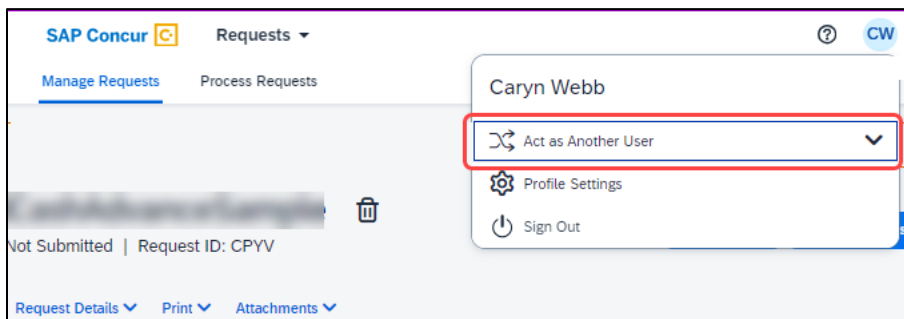 SAP Concur C Requests
CW
Manage Requests Process Requests
Caryn Webb
Act as Another User
Profile Settings
Sign Out
Not Submitted | Request ID: CPYV
Request Details Print Attachments